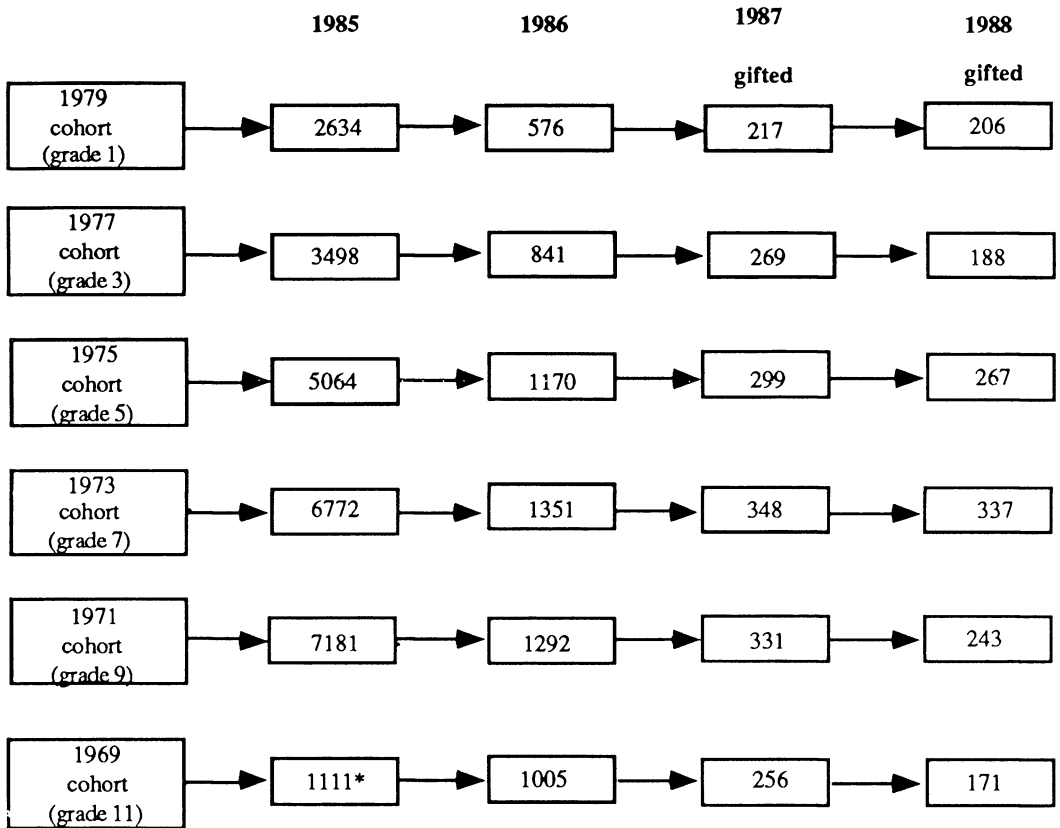 1985 1986 1987 1988
gifted gifted
1979
cohort
(grade 1)
2634 576 217 206
1977
cohort
(grade 3)
3498 841 269 188
1975
cohort
(grade 5)
5064 1170 299 267
1973
cohort
(grade 7)
6772 1351 348 337
1971
cohort
(grade 9)
7181 1292 331 243
1969
cohort
(grade 11)
1111* 1005 256 171